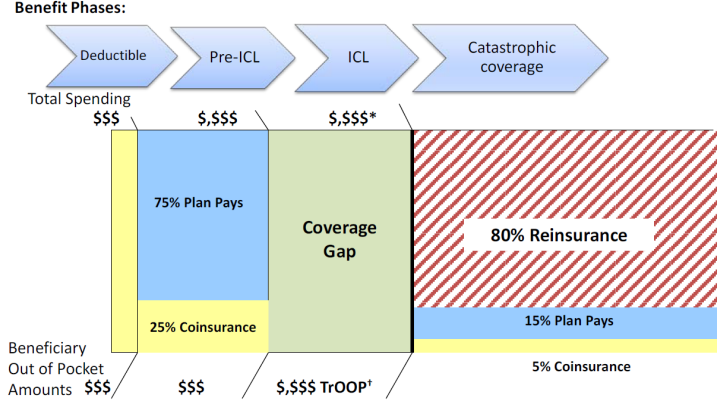 Benefit Phases:
Deductible
Pre-ICL
ICL
Catastrophic
coverage
Total Spending
$$$
$,$$$
$,$$$*
75% Plan Pays
25% Coinsurance
Coverage
Gap
80% Reinsurance
15% Plan Pays
5% Coinsurance
Beneficiary
Out of Pocket
Amounts $$$
$$$
$,$$$ TrOOP†